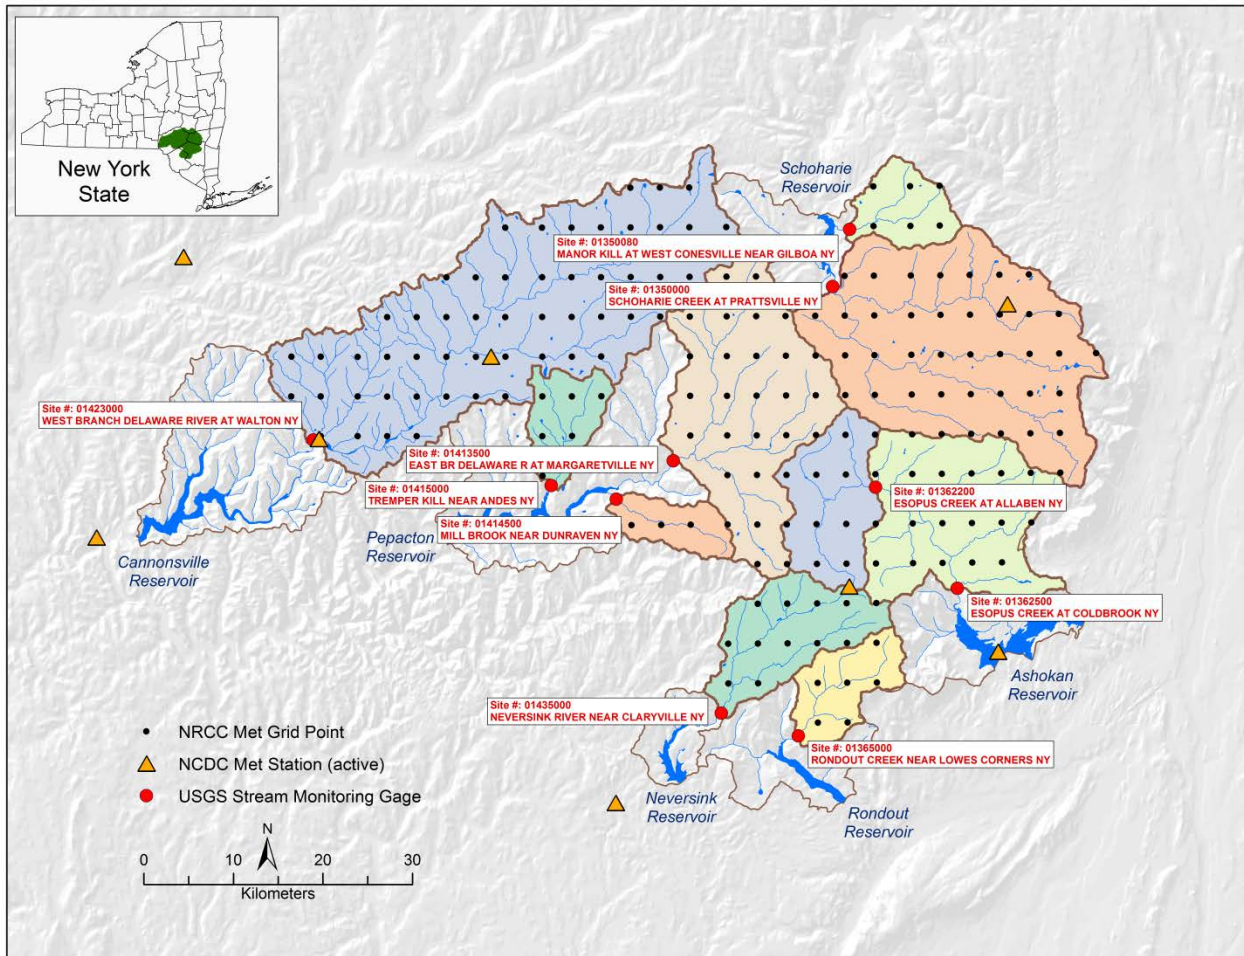 New York
State
Schoharie
Reservoir
Site #: 01350080
MANOR KILL AT WEST CONESVILLE NEAR GILBOA NY
Site #: 01350000
SCHOHARIE CREEK AT PRATTSVILLE NY
Site #: 01423000
WEST BRANCH DELAWARE RIVER AT WALTON NY
Site #: 01413500
EAST BR DELAWARE R AT MARGARETVILLE NY
Site #: 01415000
TREMPER KILL NEAR ANDES NY
Site #: 01362200
ESOPUS CREEK AT ALLABEN NY
Site #: 01414500
MILL BROOK NEAR DUNRAVEN NY
Pepacton
Reservoir
Cannonsville
Reservoir
Site #: 01362500
ESOPUS CREEK AT COLDBROOK NY
Ashokan
Reservoir
Site #: 01435000
NEVERSINK RIVER NEAR CLARYVILLE NY
Site #: 01365000
RONDOUT CREEK NEAR LOWES CORNERS NY
Neversink
Reservoir
Rondout
Reservoir
NRCC Met Grid Point
NCDC Met Station (active)
USGS Stream Monitoring Gage
N
0 10 20 30
Kilometers